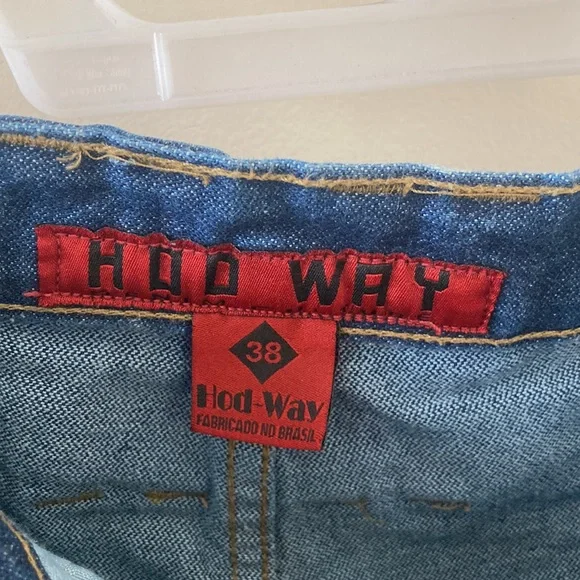 HOD WAY
38
Hod-Way
FABRICADO NO BRASIL